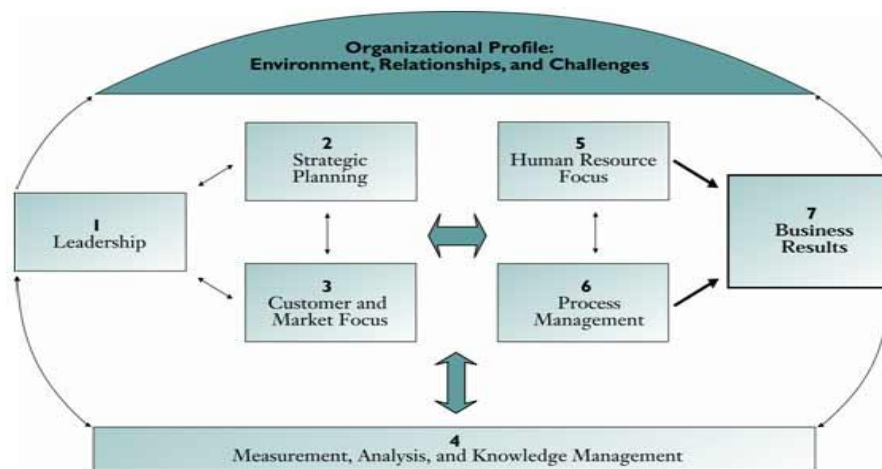 Organizational Profile:
Environment, Relationships, and Challenges
2
Strategic
Planning
5
Human Resource
Focus
1
Leadership
7
Business
Results
3
Customer and
Market Focus
6
Process
Management
4
Measurement, Analysis, and Knowledge Management